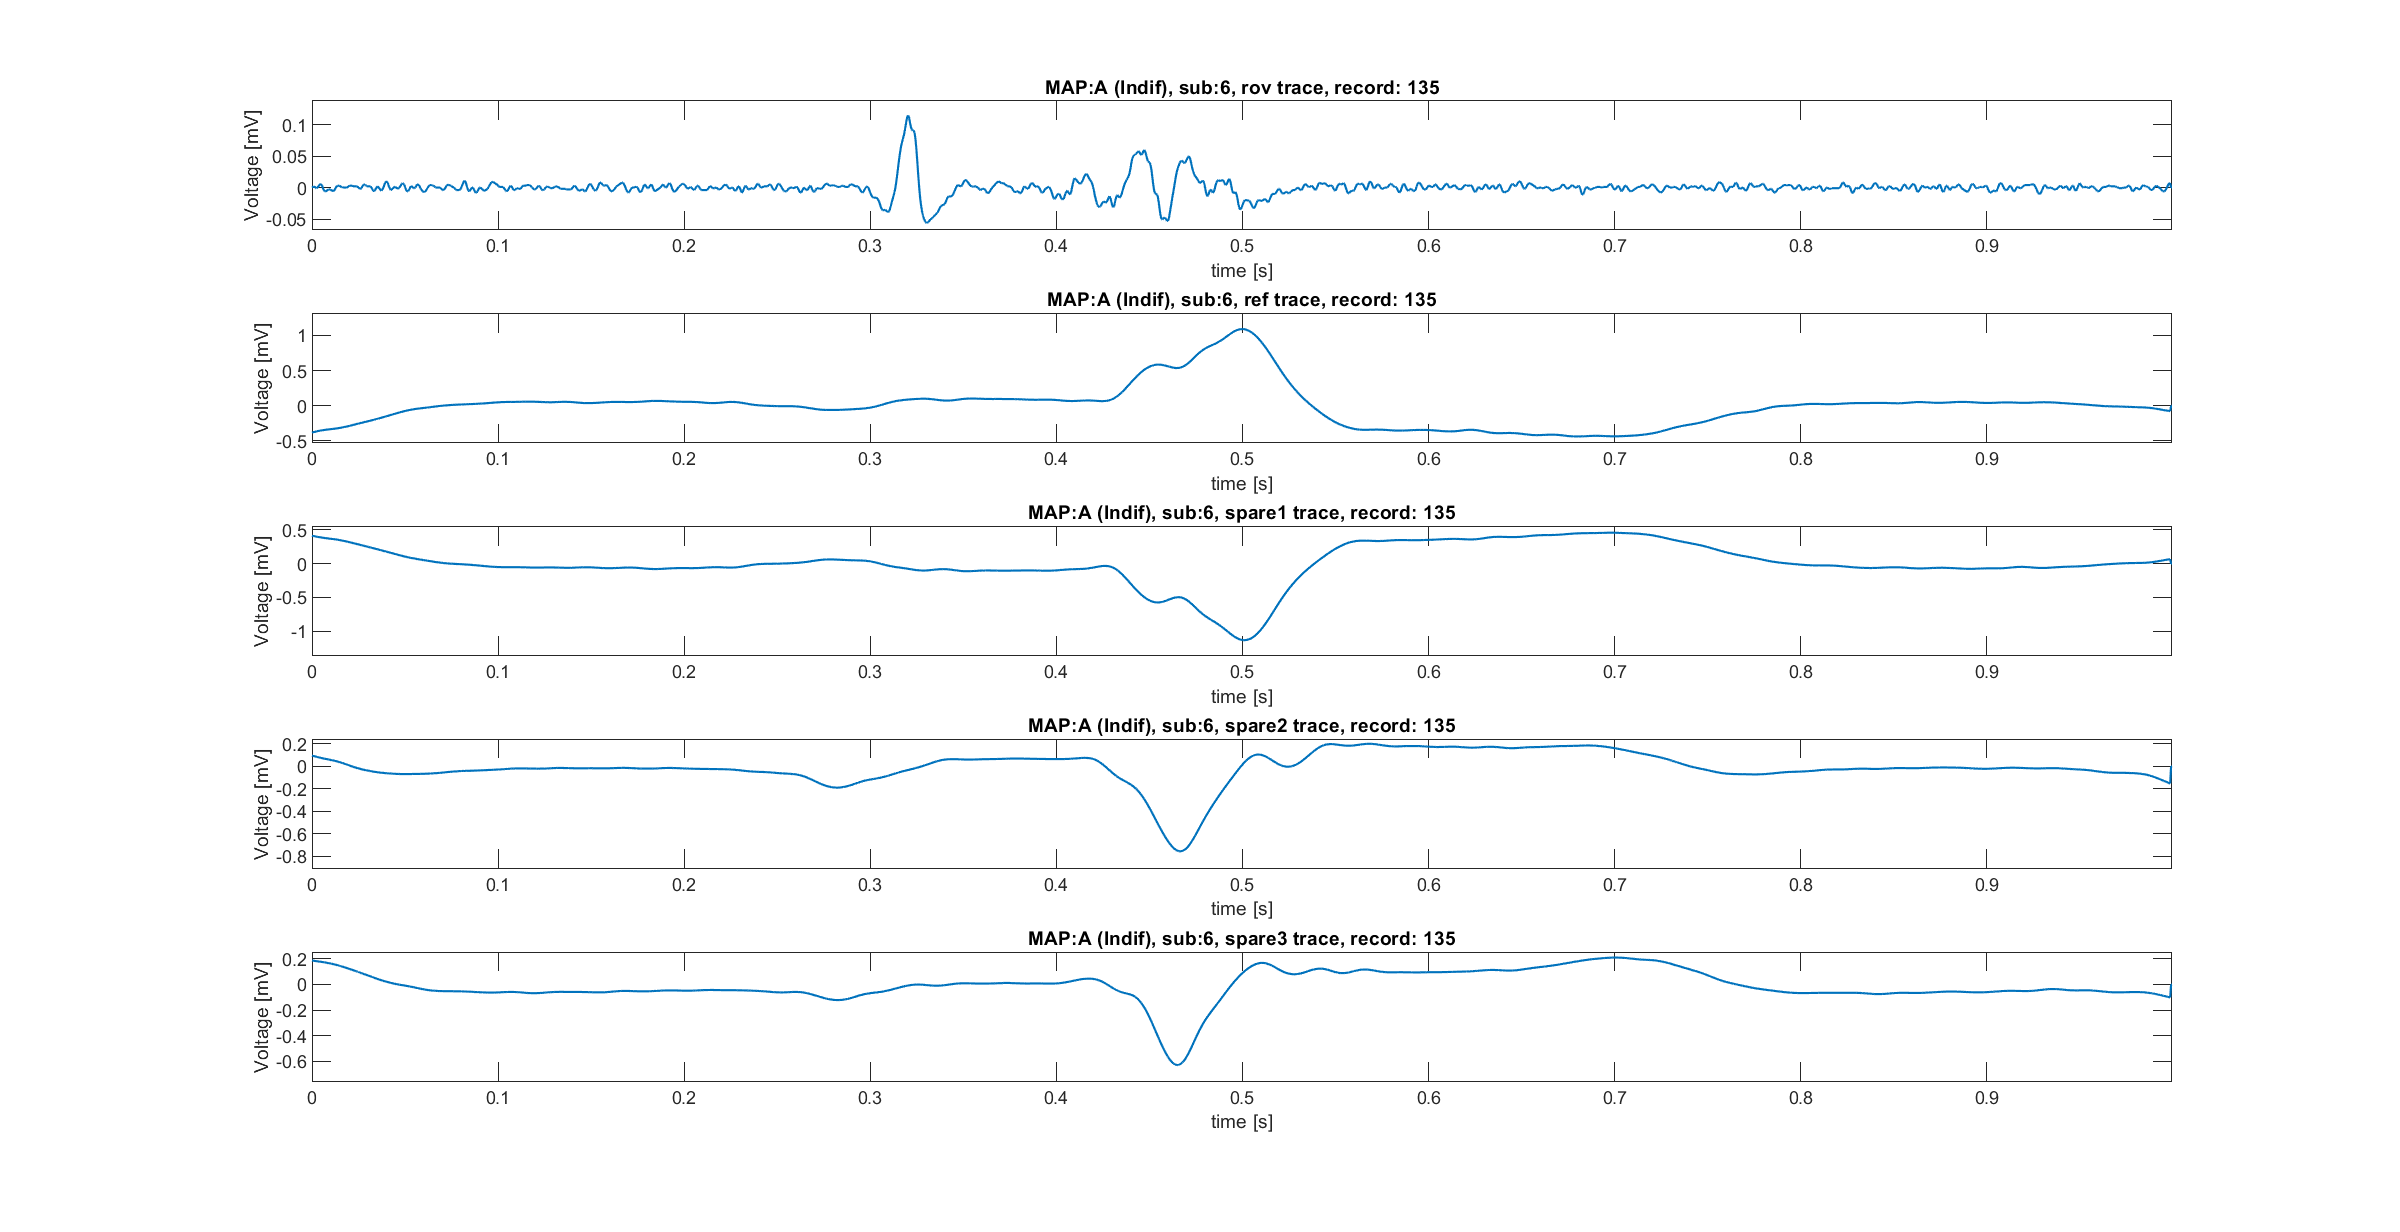 MAP:A (Indif), sub:6, rov trace, record: 135
Voltage [mV]
0.1
0.05
0
-0.05
0 0.1 0.2 0.3 0.4 0.5 0.6 0.7 0.8 0.9
time [s]
MAP:A (Indif), sub:6, ref trace, record: 135
Voltage [mV]
1
0.5
0
-0.5
0 0.1 0.2 0.3 0.4 0.5 0.6 0.7 0.8 0.9
time [s]
MAP:A (Indif), sub:6, spare1 trace, record: 135
Voltage [mV]
0.5
0
-0.5
-1
0 0.1 0.2 0.3 0.4 0.5 0.6 0.7 0.8 0.9
time [s]
MAP:A (Indif), sub:6, spare2 trace, record: 135
Voltage [mV]
0.2
0
-0.2
-0.4
-0.6
-0.8
0 0.1 0.2 0.3 0.4 0.5 0.6 0.7 0.8 0.9
time [s]
MAP:A (Indif), sub:6, spare3 trace, record: 135
Voltage [mV]
0.2
0
-0.2
-0.4
-0.6
0 0.1 0.2 0.3 0.4 0.5 0.6 0.7 0.8 0.9
time [s]